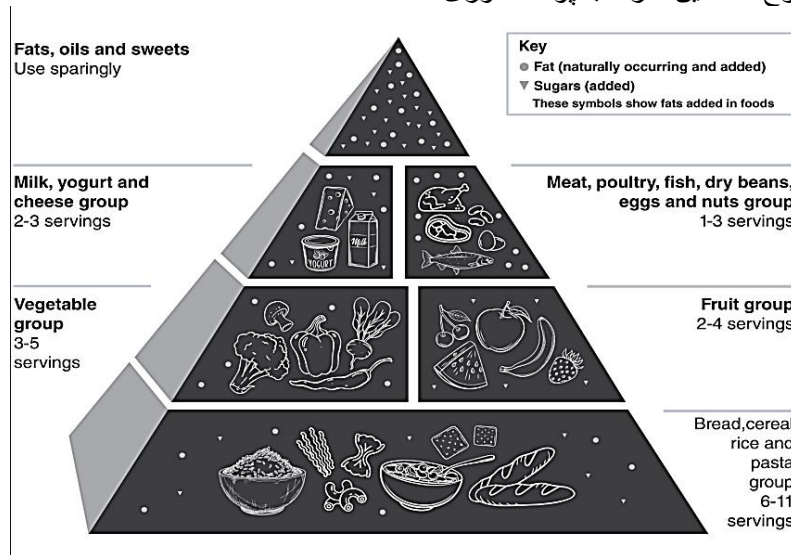 Fats, oils and sweets
Use sparingly
Key
Fat (naturally occurring and added)
Sugars (added)
These symbols show fats added in foods
Milk, yogurt and
cheese group
2-3 servings
Meat, poultry, fish, dry beans,
eggs and nuts group
1-3 servings
Milk
YOGURT
Vegetable
group
3-5
servings
Fruit group
2-4 servings
Bread,cereal
rice and
pasta
group
6-11
servings